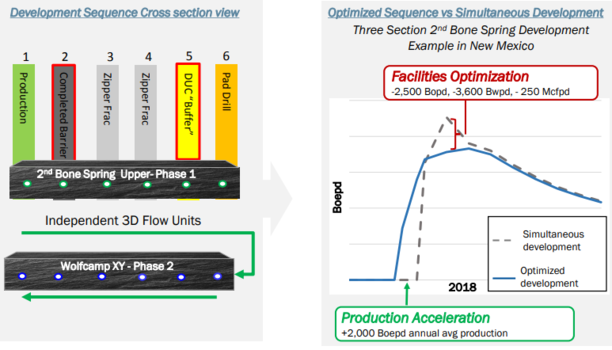 Development Sequence Cross section view
1 2 3 4 5 6
Production
Completed Barrier
Zipper Frac
Zipper Frac
DUC "Buffer"
Pad Drill
2nd Bone Spring Upper- Phase 1
Independent 3D Flow Units
Wolfcamp XY - Phase 2
Optimized Sequence vs Simultaneous Development
Three Section 2nd Bone Spring Development
Example in New Mexico
Facilities Optimization
-2,500 Bopd, -3,600 Bwpd, - 250 Mcfpd
Boepd
Simultaneous
development
Optimized
development
2018
Production Acceleration
+2,000 Boepd annual avg production